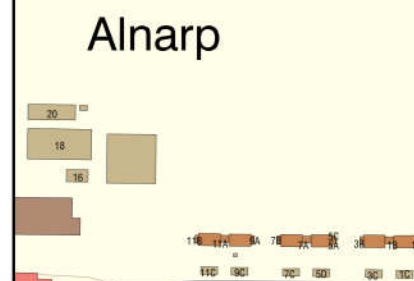 Alnarp
20
18
16
11B 11A 9A 7B 7A 5C 5A 3B 1B
11C 9C 7C 5D 3C 1C